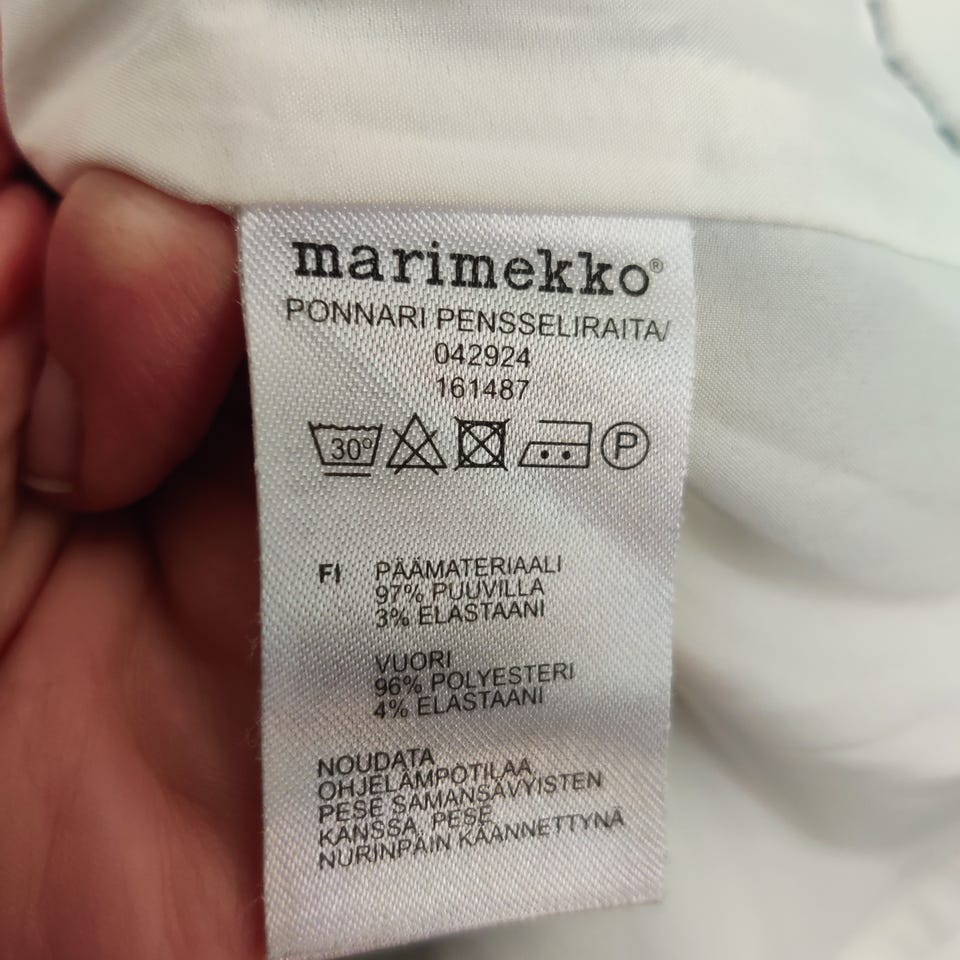 marimekko®
PONNARI PENSSELIRAITA/
042924
161487
30° P
FI PÄÄMATERIAALI
97% PUUVILLA
3% ELASTAANI
VUORI
96% POLYESTERI
4% ELASTAANI
NOUDATA
OHJELÄMPÖTILAA,
PESE SAMANSÄVYISTEN
KANSSA, PESE
NURINPÄIN KÄÄNNETTYNÄ